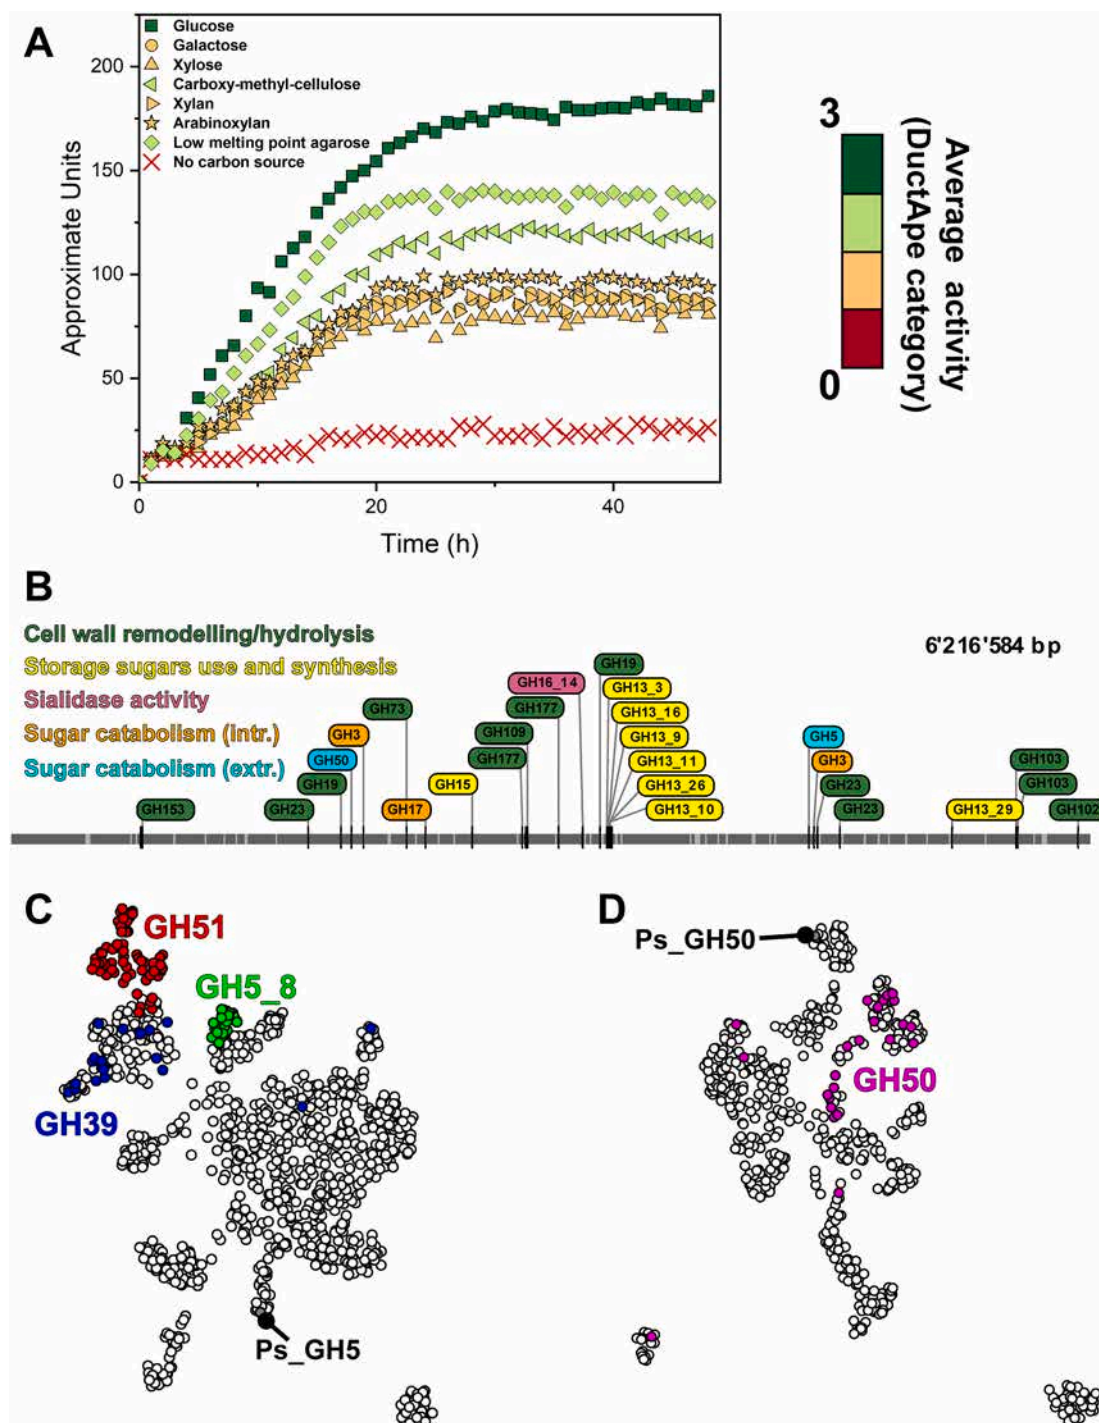 A
Glucose
Galactose
Xylose
Carboxy-methyl-cellulose
Xylan
Arabinoxylan
Low melting point agarose
No carbon source
200
150
100
50
0
0
20
40
Approximate Units
Time (h)
3
0
Average activity
(DuctApe category)
B
Cell wall remodelling/hydrolysis
Storage sugars use and synthesis
Sialidase activity
Sugar catabolism (intr.)
Sugar catabolism (extr.)
6'216'584 bp
GH19
GH16_14
GH13_3
GH73
GH177
GH13_16
GH3
GH109
GH13_9
GH5
GH50
GH177
GH13_11
GH3
GH103
GH19
GH15
GH13_26
GH23
GH103
GH153
GH23
GH17
GH13_10
GH23
GH13_29
GH102
C
GH51
GH5_8
GH39
Ps_GH5
D
Ps_GH50
GH50